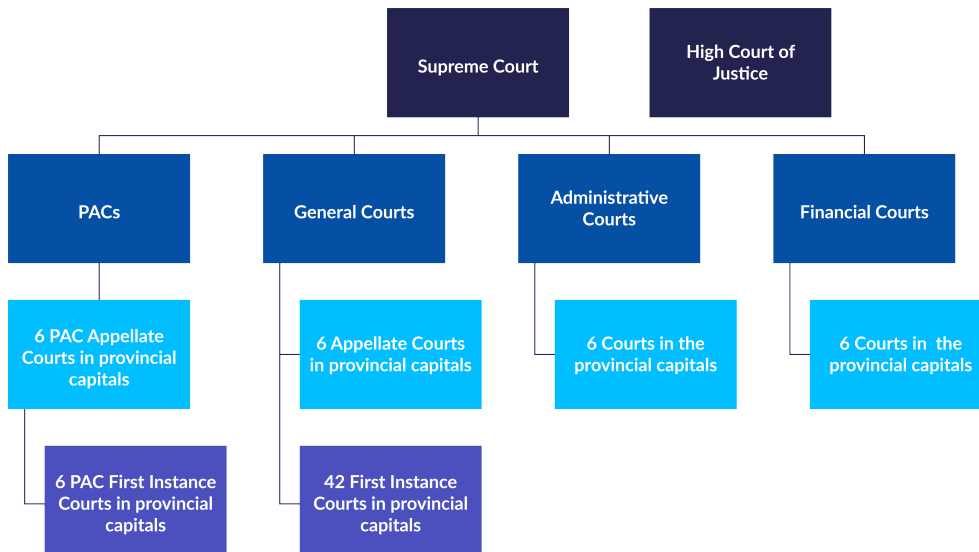 Supreme Court
High Court of
Justice
PACs
General Courts
Administrative
Courts
Financial Courts
6 PAC Appellate
Courts in provincial
capitals
6 Appellate Courts
in provincial capitals
6 Courts in the
provincial capitals
6 Courts in  the
provincial capitals
6 PAC First Instance
Courts in provincial
capitals
42 First Instance
Courts in provincial
capitals